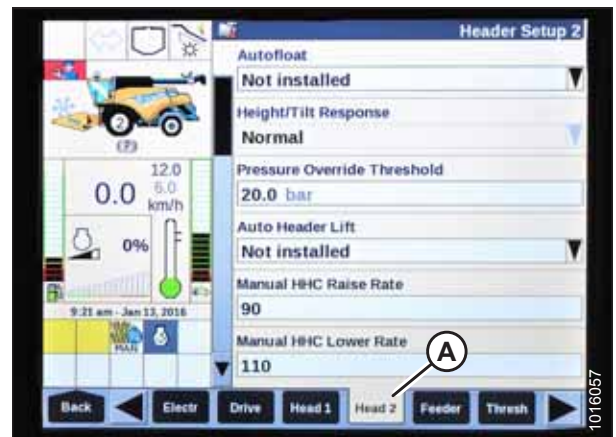 Header Setup 2
Autofloat
Not installed
Height/Tilt Response
Normal
Pressure Override Threshold
20.0 bar
Auto Header Lift
Not installed
Manual HHC Raise Rate
90
Manual HHC Lower Rate
110
2
(P)
12.0
6.0
0.0 km/h
0%
9:21 am - Jan 13, 2016
MAN
A
Back
Electr
Drive
Head 1
Head 2
Feeder
Thresh
1016057